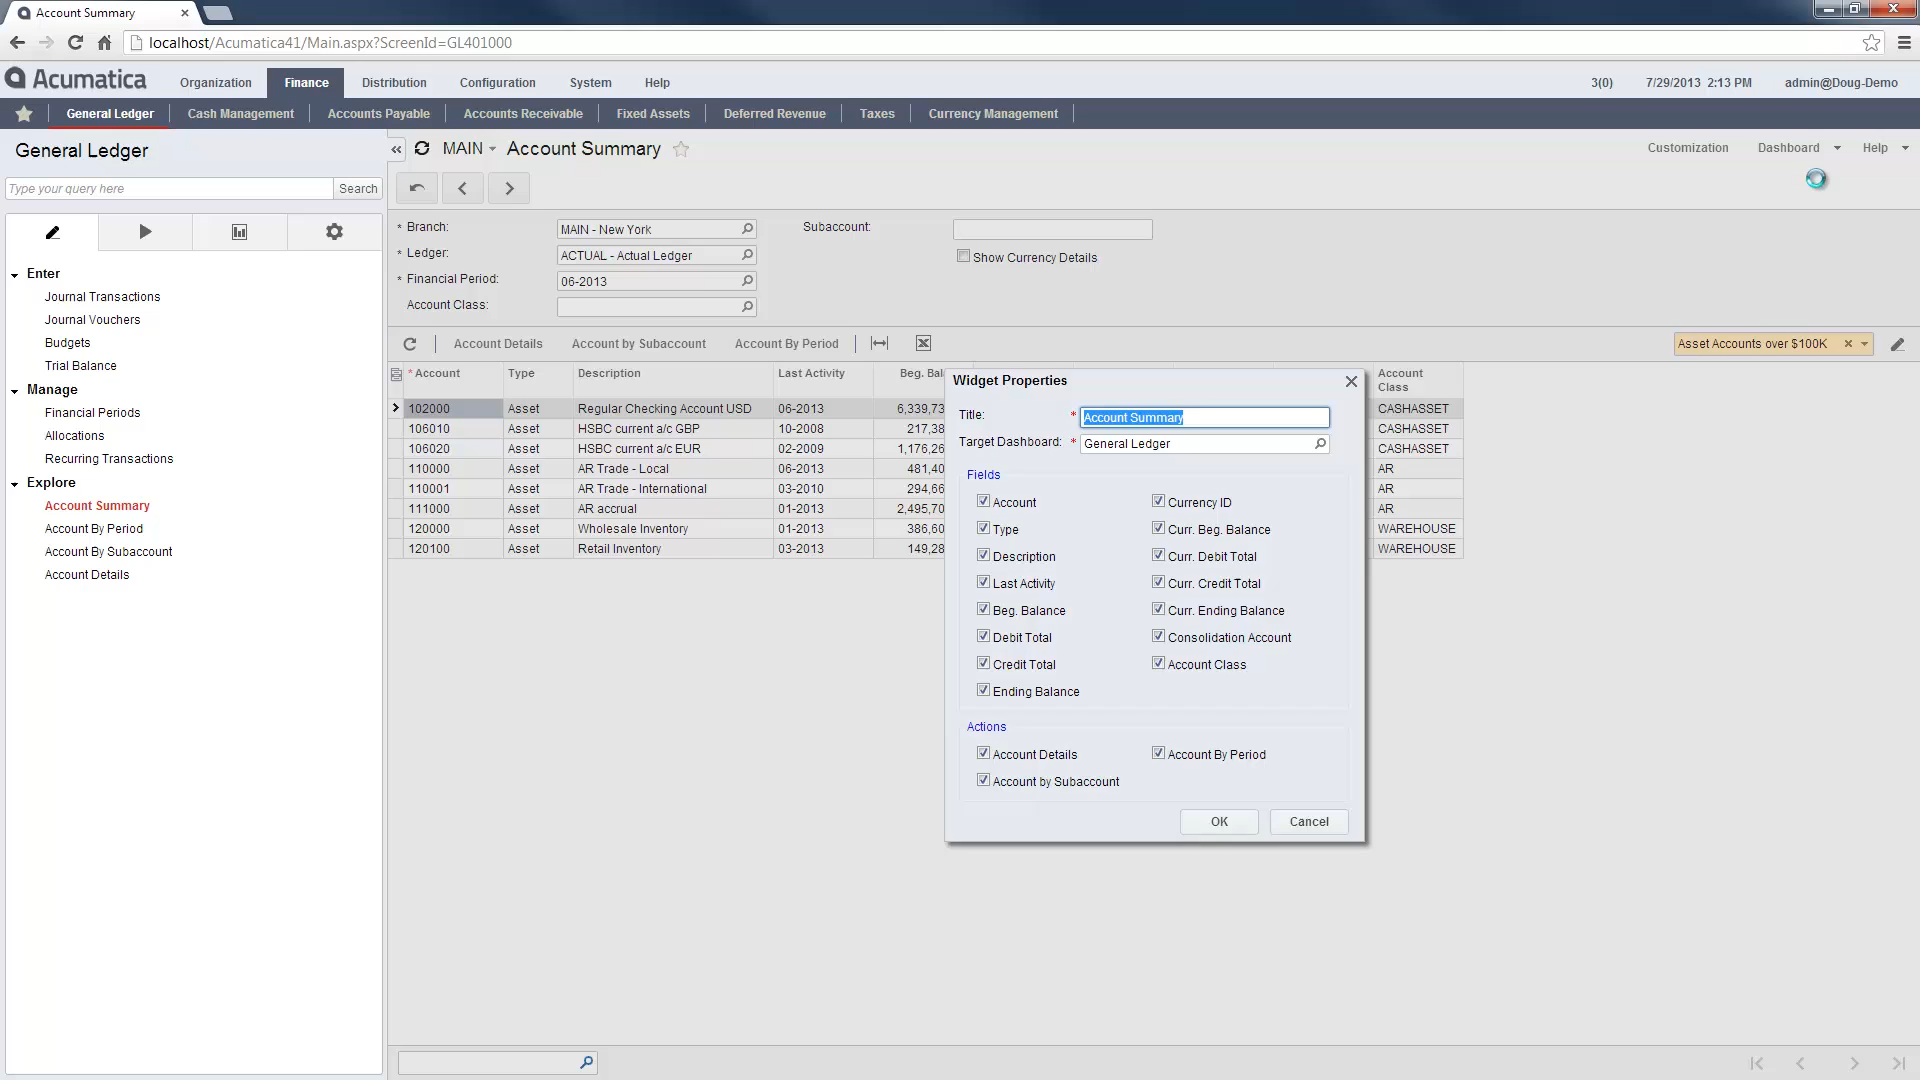 Account Summary
localhost/Acumatica41/Main.aspx?ScreenId=GL401000
Acumatica Organization Finance Distribution Configuration System Help 3(0) 7/29/2013 2:13 PM admin@Doug-Demo
General Ledger Cash Management Accounts Payable Accounts Receivable Fixed Assets Deferred Revenue Taxes Currency Management
General Ledger
Type your query here Search
Enter
Journal Transactions
Journal Vouchers
Budgets
Trial Balance
Manage
Financial Periods
Allocations
Recurring Transactions
Explore
Account Summary
Account By Period
Account By Subaccount
Account Details
MAIN Account Summary Customization Dashboard Help
* Branch: MAIN - New York Subaccount:
* Ledger: ACTUAL - Actual Ledger Show Currency Details
* Financial Period: 06-2013
Account Class:
Account Details Account by Subaccount Account By Period Asset Accounts over $100K
* Account Type Description Last Activity Beg. Bal Account Class
102000 Asset Regular Checking Account USD 06-2013 6,339,73 CASHASSET
106010 Asset HSBC current a/c GBP 10-2008 217,38 CASHASSET
106020 Asset HSBC current a/c EUR 02-2009 1,176,26 CASHASSET
110000 Asset AR Trade - Local 06-2013 481,40 AR
110001 Asset AR Trade - International 03-2010 294,66 AR
111000 Asset AR accrual 01-2013 2,495,70 AR
120000 Asset Wholesale Inventory 01-2013 386,60 WAREHOUSE
120100 Asset Retail Inventory 03-2013 149,28 WAREHOUSE
Widget Properties
Title: * Account Summary
Target Dashboard: * General Ledger
Fields
Account Currency ID
Type Curr. Beg. Balance
Description Curr. Debit Total
Last Activity Curr. Credit Total
Beg. Balance Curr. Ending Balance
Debit Total Consolidation Account
Credit Total Account Class
Ending Balance
Actions
Account Details Account By Period
Account by Subaccount
OK Cancel